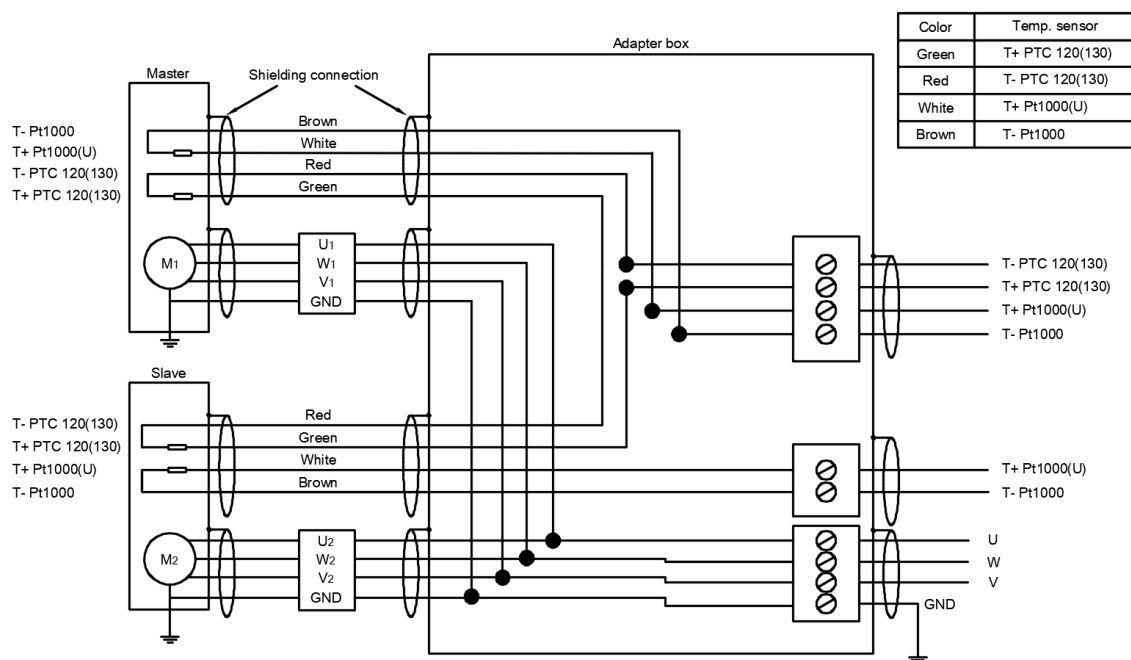 Adapter box
Color Temp. sensor
Green T+ PTC 120(130)
Red T- PTC 120(130)
White T+ Pt1000(U)
Brown T- Pt1000
Master
Shielding connection
T- Pt1000
T+ Pt1000(U)
T- PTC 120(130)
T+ PTC 120(130)
Brown
White
Red
Green
M1
U1
W1
V1
GND
T- PTC 120(130)
T+ PTC 120(130)
T+ Pt1000(U)
T- Pt1000
Slave
T- PTC 120(130)
T+ PTC 120(130)
T+ Pt1000(U)
T- Pt1000
Red
Green
White
Brown
T+ Pt1000(U)
T- Pt1000
M2
U2
W2
V2
GND
U
W
V
GND